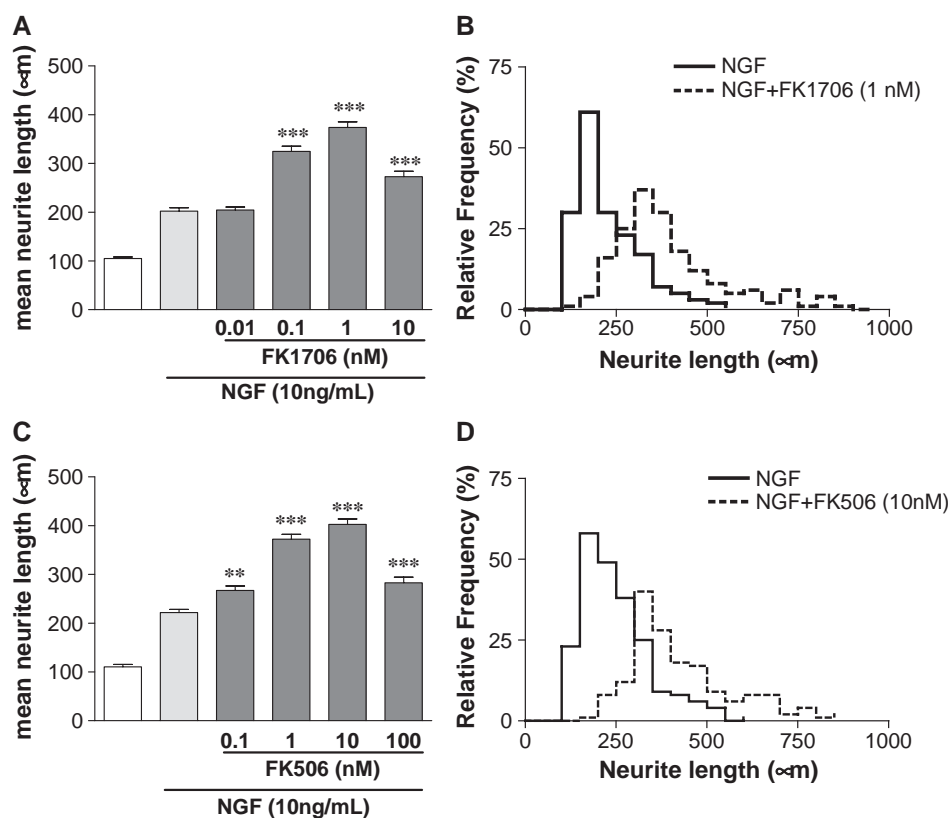 A
mean neurite length (∝m)
500
400
300
200
100
0
***
***
***
0.01 0.1 1 10
FK1706 (nM)
NGF (10ng/mL)
B
Relative Frequency (%)
75
50
25
0
NGF
NGF+FK1706 (1 nM)
0 250 500 750 1000
Neurite length (∝m)
C
mean neurite length (∝m)
500
400
300
200
100
0
**
***
***
***
0.1 1 10 100
FK506 (nM)
NGF (10ng/mL)
D
Relative Frequency (%)
75
50
25
0
NGF
NGF+FK506 (10nM)
0 250 500 750 1000
Neurite length (∝m)